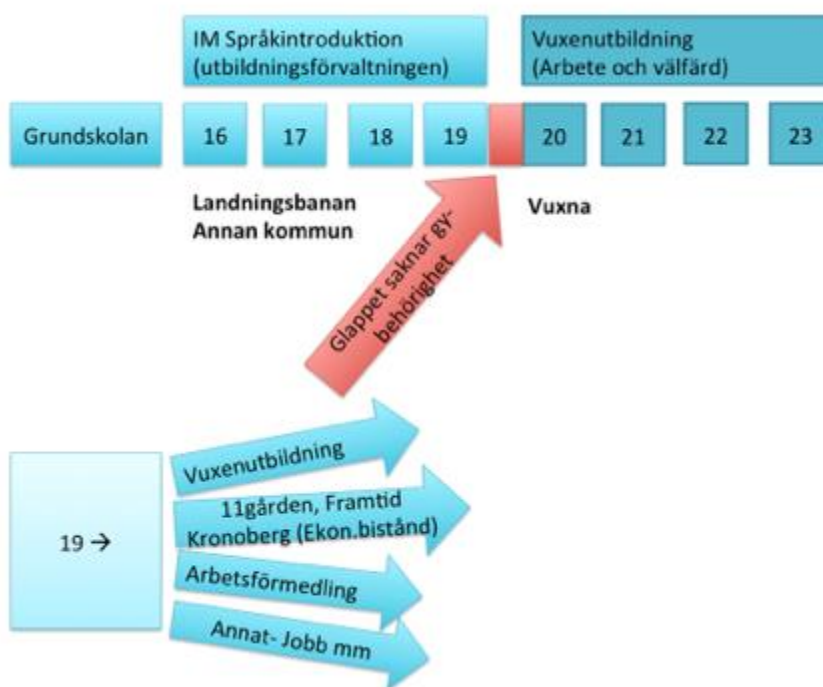 IM Språkintroduktion
(utbildningsförvaltningen)
Vuxenutbildning
(Arbete och välfärd)
Grundskolan
16
17
18
19
20
21
22
23
Landningsbanan
Annan kommun
Vuxna
Glappet saknar gy-
behörighet
19 →
Vuxenutbildning
11gården, Framtid
Kronoberg (Ekon.bistånd)
Arbetsförmedling
Annat- Jobb mm